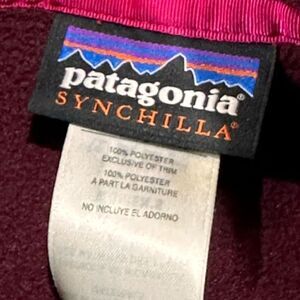 patagonia®
SYNCHILLA®
100% POLYESTER
EXCLUSIVE OF TRIM
100% POLYESTER
A PART LA GARNITURE
NO INCLUYE EL ADORNO